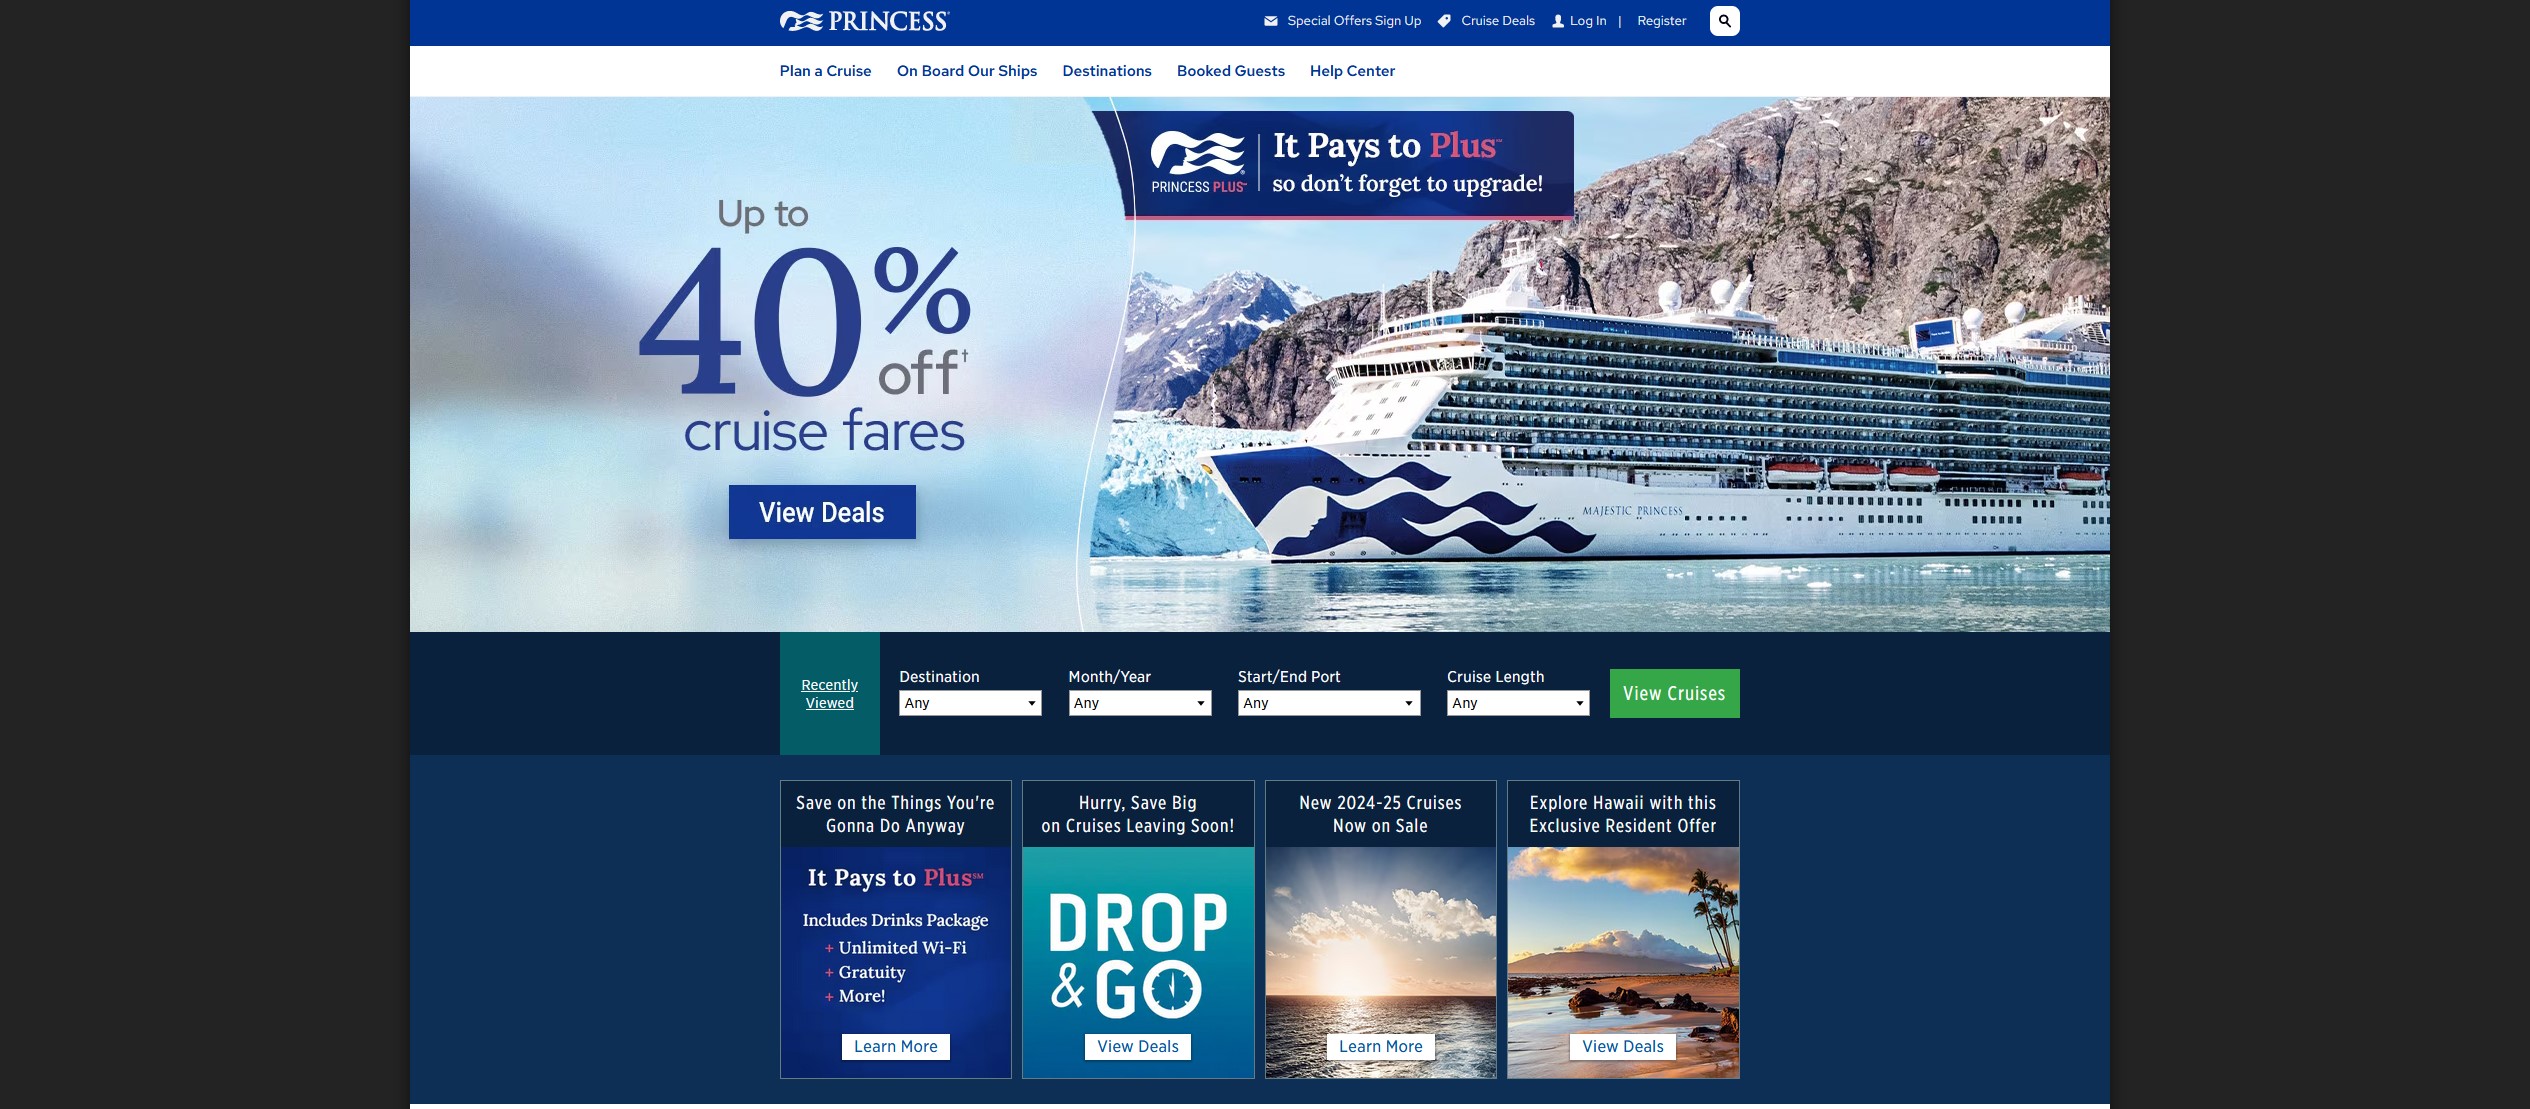 PRINCESS®
Special Offers Sign Up
Cruise Deals
Log In | Register
Plan a Cruise
On Board Our Ships
Destinations
Booked Guests
Help Center
Up to
40%
off†
cruise fares
View Deals
PRINCESS PLUS℠
It Pays to Plus℠
so don't forget to upgrade!
MAJESTIC PRINCESS
Recently
Viewed
Destination
Any
Month/Year
Any
Start/End Port
Any
Cruise Length
Any
View Cruises
Save on the Things You're
Gonna Do Anyway
It Pays to Plus℠
Includes Drinks Package
+ Unlimited Wi-Fi
+ Gratuity
+ More!
Learn More
Hurry, Save Big
on Cruises Leaving Soon!
DROP
& GO
View Deals
New 2024-25 Cruises
Now on Sale
Learn More
Explore Hawaii with this
Exclusive Resident Offer
View Deals